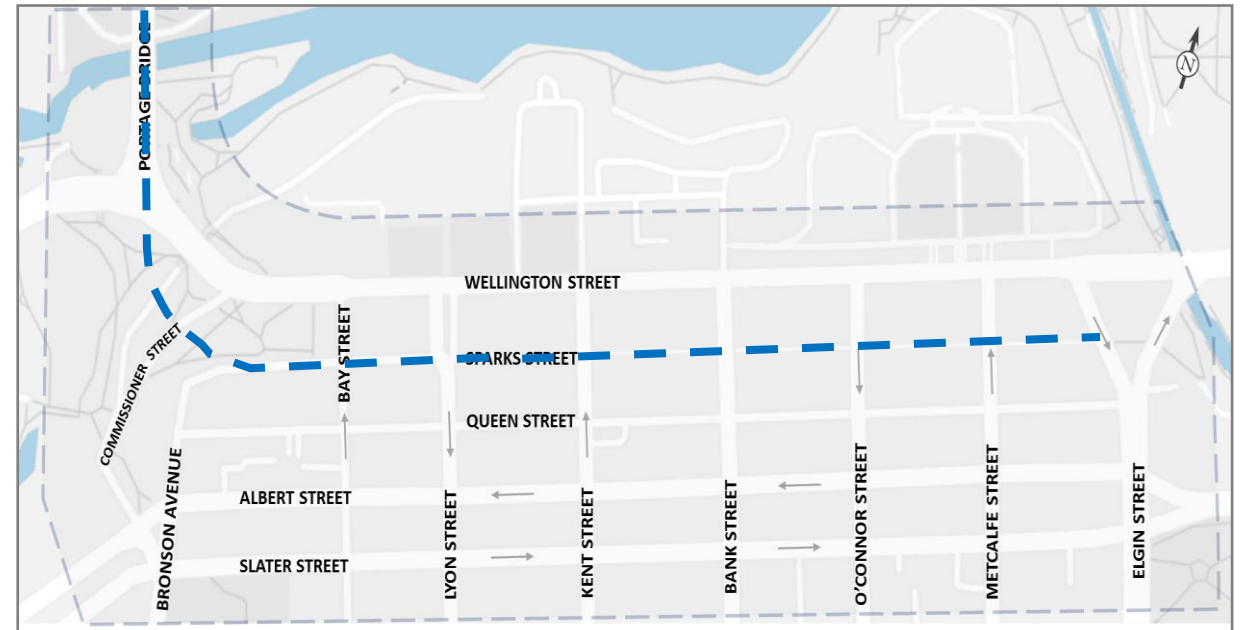 PORTAGE BRIDGE
N
WELLINGTON STREET
COMMISSIONER STREET
BAY STREET
SPARKS STREET
QUEEN STREET
BRONSON AVENUE
ALBERT STREET
SLATER STREET
LYON STREET
KENT STREET
BANK STREET
O'CONNOR STREET
METCALFE STREET
ELGIN STREET